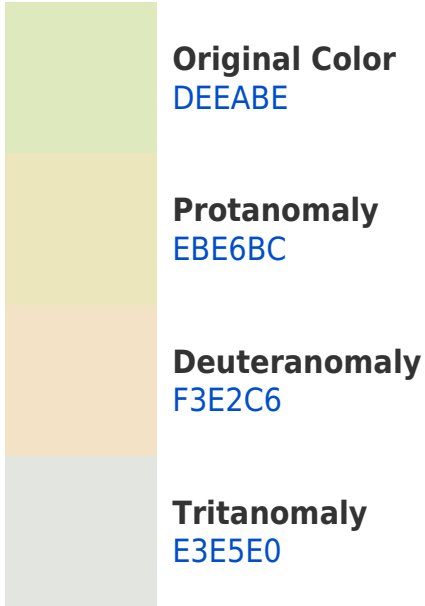 Original Color
DEEABE
Protanomaly
EBE6BC
Deuteranomaly
F3E2C6
Tritanomaly
E3E5E0